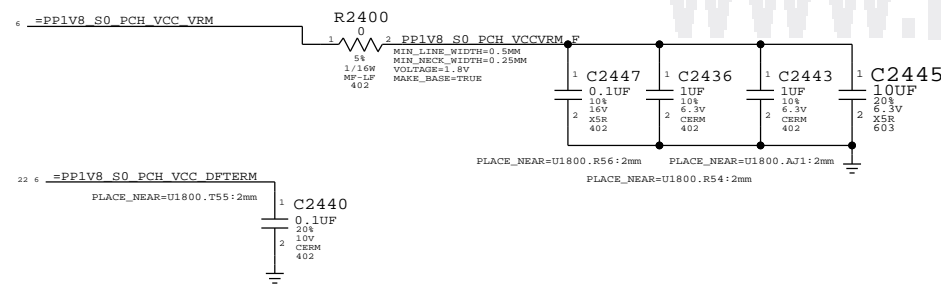 WWW.
R2400
6 =PP1V8_S0_PCH_VCC_VRM
0
1 2 PP1V8_S0_PCH_VCCVRM_F
5%
1/16W
MF-LF
402
MIN_LINE_WIDTH=0.5MM
MIN_NECK_WIDTH=0.25MM
VOLTAGE=1.8V
MAKE_BASE=TRUE
1 C2447
0.1UF
10%
16V
2 X5R
402
1 C2436
1UF
10%
6.3V
2 CERM
402
1 C2443
1UF
10%
6.3V
2 CERM
402
1 C2445
10UF
20%
6.3V
2 X5R
603
PLACE_NEAR=U1800.R56:2mm PLACE_NEAR=U1800.AJ1:2mm
PLACE_NEAR=U1800.R54:2mm
22 6 =PP1V8_S0_PCH_VCC_DFTERM
PLACE_NEAR=U1800.T55:2mm
1 C2440
0.1UF
20%
10V
2 CERM
402